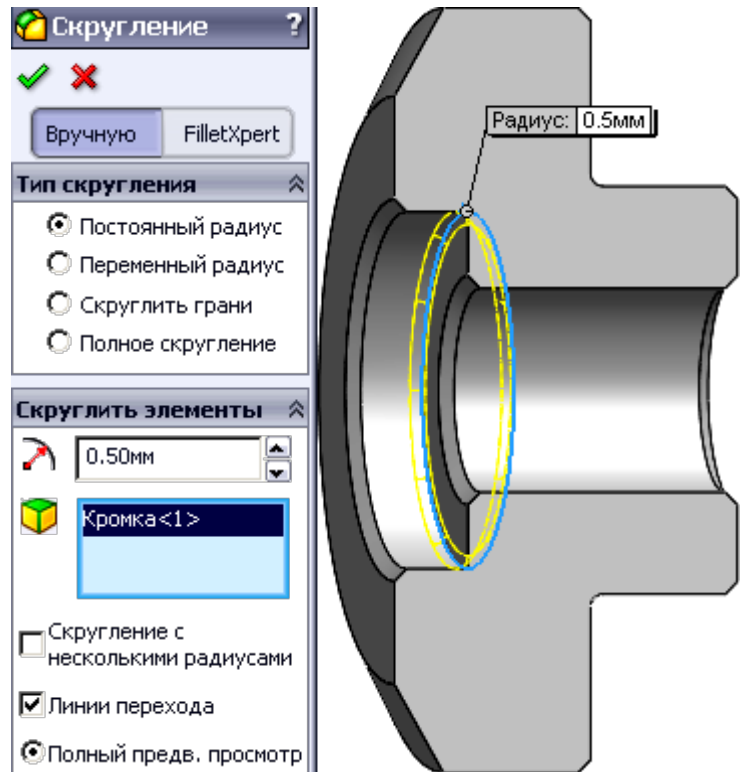 Скругление ?
Вручную FilletXpert
Тип скругления
Постоянный радиус
Переменный радиус
Скруглить грани
Полное скругление
Скруглить элементы
0.50мм
Кромка<1>
Скругление с
несколькими радиусами
Линии перехода
Полный предв. просмотр
Радиус: 0.5мм